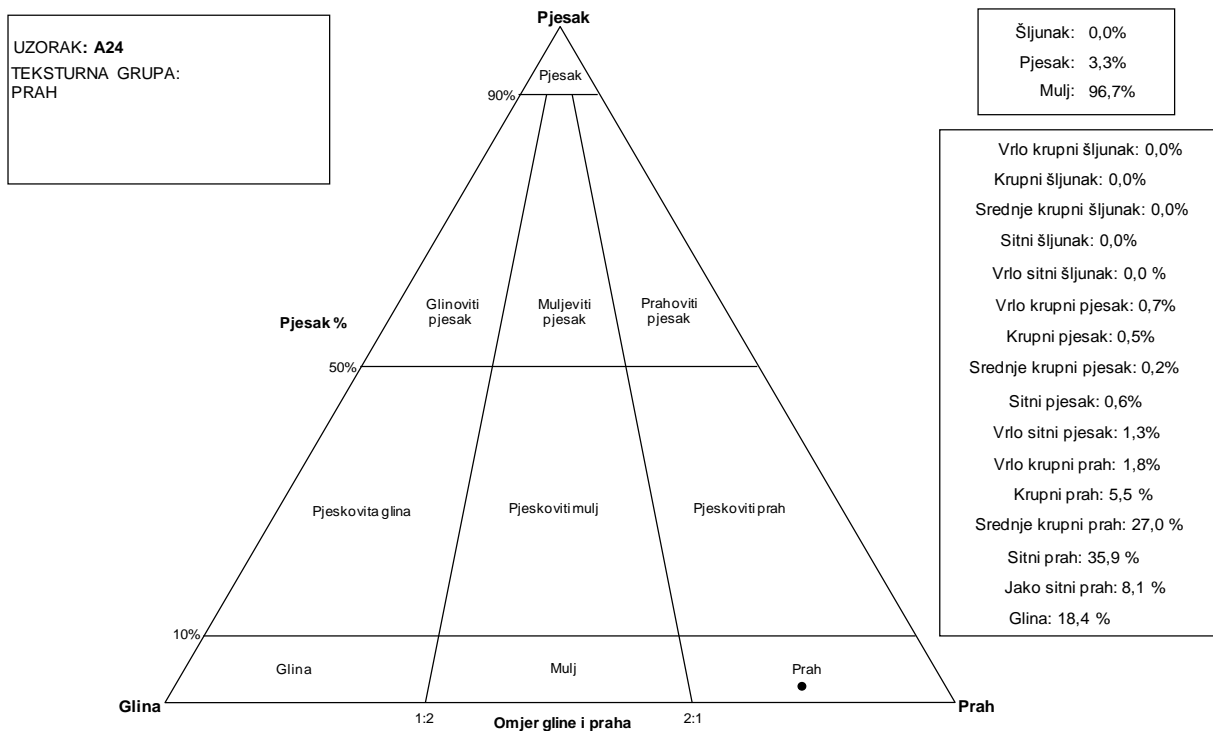 UZORAK: A24
TEKSTURNA GRUPA:
PRAH
Pjesak
Pjesak
90%
Glinoviti
pjesak
Muljeviti
pjesak
Prahoviti
pjesak
Pjesak %
50%
Pjeskovita glina
Pjeskoviti mulj
Pjeskoviti prah
10%
Glina
Mulj
Prah
Glina
1:2
Omjer gline i praha
2:1
Prah
Šljunak: 0,0%
Pjesak: 3,3%
Mulj: 96,7%
Vrlo krupni šljunak: 0,0%
Krupni šljunak: 0,0%
Srednje krupni šljunak: 0,0%
Sitni šljunak: 0,0%
Vrlo sitni šljunak: 0,0 %
Vrlo krupni pjesak: 0,7%
Krupni pjesak: 0,5%
Srednje krupni pjesak: 0,2%
Sitni pjesak: 0,6%
Vrlo sitni pjesak: 1,3%
Vrlo krupni prah: 1,8%
Krupni prah: 5,5 %
Srednje krupni prah: 27,0 %
Sitni prah: 35,9 %
Jako sitni prah: 8,1 %
Glina: 18,4 %